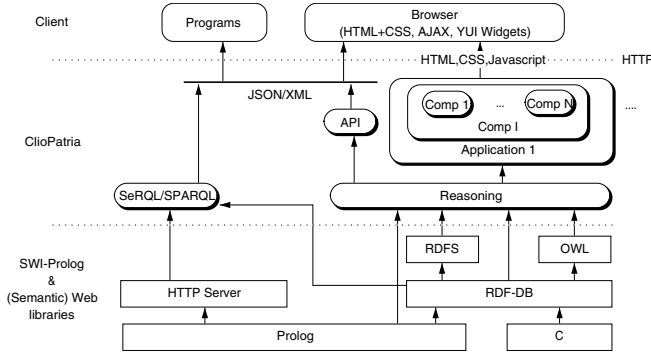 Client
Programs
Browser
(HTML+CSS, AJAX, YUI Widgets)
HTML,CSS,Javascript
HTTP
JSON/XML
ClioPatria
API
Comp 1
...
Comp N
Comp I
Application 1
....
SeRQL/SPARQL
Reasoning
SWI-Prolog
&
(Semantic) Web
libraries
RDFS
OWL
HTTP Server
RDF-DB
Prolog
C